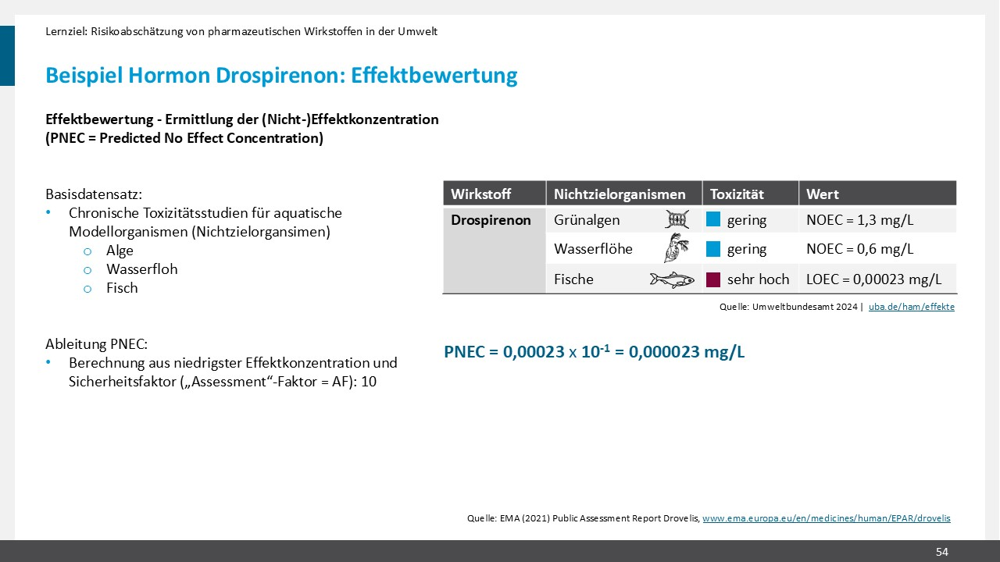 Lernziel: Risikoabschätzung von pharmazeutischen Wirkstoffen in der Umwelt
Beispiel Hormon Drospirenon: Effektbewertung
Effektbewertung - Ermittlung der (Nicht-)Effektkonzentration
(PNEC = Predicted No Effect Concentration)
Basisdatensatz:
• Chronische Toxizitätsstudien für aquatische
Modellorganismen (Nichtzielorgansimen)
o Alge
o Wasserfloh
o Fisch
Ableitung PNEC:
• Berechnung aus niedrigster Effektkonzentration und
Sicherheitsfaktor („Assessment“-Faktor = AF): 10
Wirkstoff Nichtzielorganismen Toxizität Wert
Drospirenon Grünalgen gering NOEC = 1,3 mg/L
Wasserflöhe gering NOEC = 0,6 mg/L
Fische sehr hoch LOEC = 0,00023 mg/L
Quelle: Umweltbundesamt 2024 | uba.de/ham/effekte
PNEC = 0,00023 x 10⁻¹ = 0,000023 mg/L
Quelle: EMA (2021) Public Assessment Report Drovelis, www.ema.europa.eu/en/medicines/human/EPAR/drovelis
54